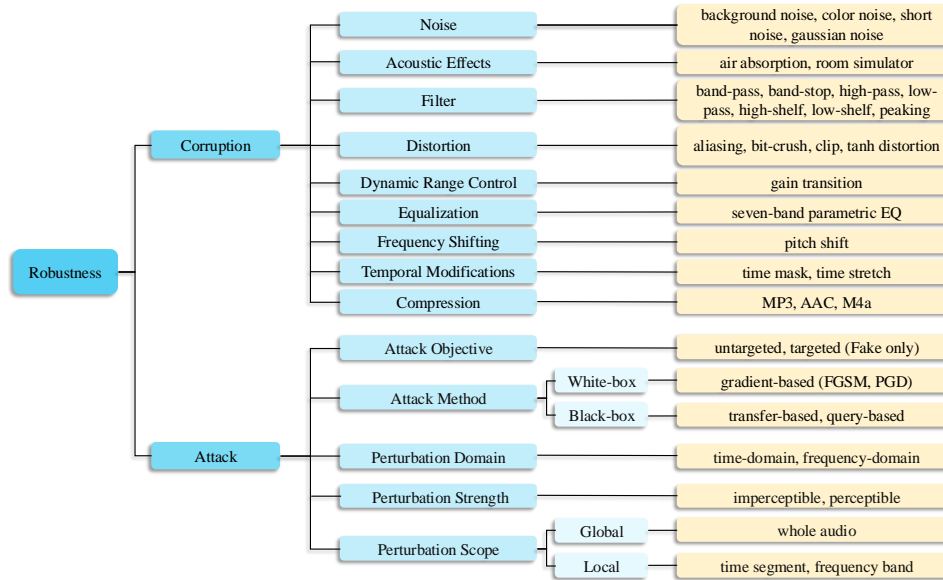 Robustness
Corruption
Noise
background noise, color noise, short
noise, gaussian noise
Acoustic Effects
air absorption, room simulator
Filter
band-pass, band-stop, high-pass, low-
pass, high-shelf, low-shelf, peaking
Distortion
aliasing, bit-crush, clip, tanh distortion
Dynamic Range Control
gain transition
Equalization
seven-band parametric EQ
Frequency Shifting
pitch shift
Temporal Modifications
time mask, time stretch
Compression
MP3, AAC, M4a
Attack
Attack Objective
untargeted, targeted (Fake only)
Attack Method
White-box
gradient-based (FGSM, PGD)
Black-box
transfer-based, query-based
Perturbation Domain
time-domain, frequency-domain
Perturbation Strength
imperceptible, perceptible
Perturbation Scope
Global
whole audio
Local
time segment, frequency band